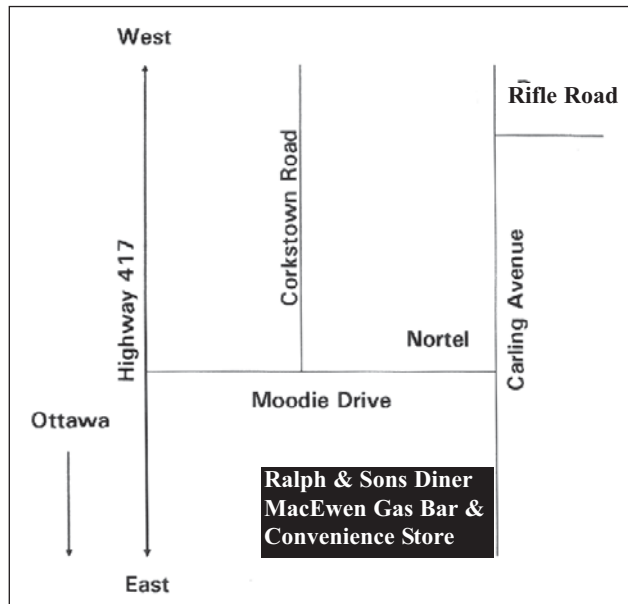 West
Rifle Road
Corkstown Road
Highway 417
Carling Avenue
Nortel
Moodie Drive
Ottawa
Ralph & Sons Diner
MacEwen Gas Bar &
Convenience Store
East